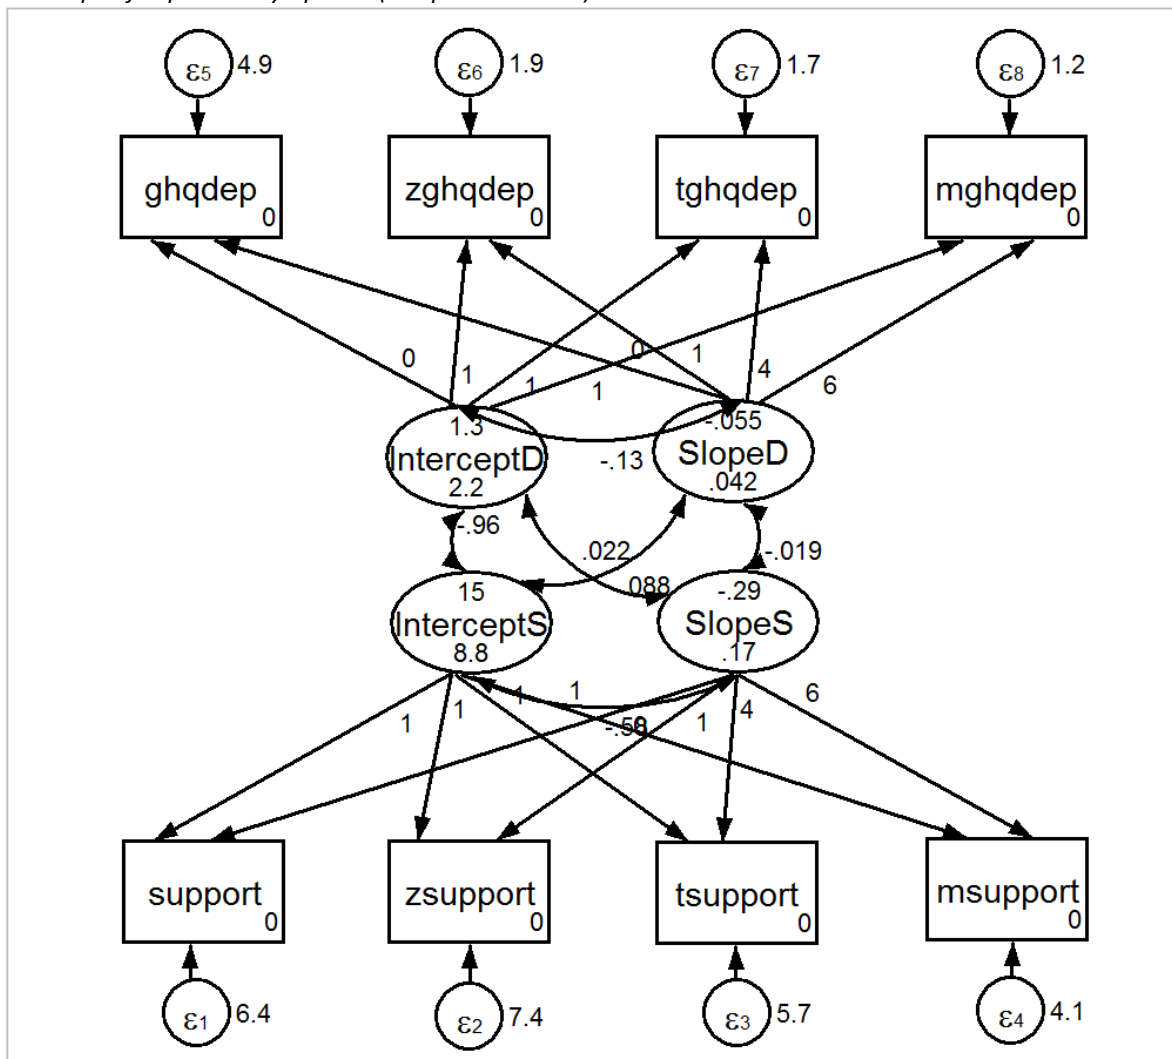 ε5 4.9 ε6 1.9 ε7 1.7 ε8 1.2
ghqdep zghqdep tghqdep mghqdep
0 0 0 0
0 1 1 1 0 1 4 6
1.3 -.055
InterceptD -.13 SlopeD
2.2 .042
-.96 .022 -.019
15 .088 -.29
InterceptS SlopeS
8.8 .17
1 1 1 1 1 4 6
support zsupport tsupport msupport
0 0 0 0
ε1 6.4 ε2 7.4 ε3 5.7 ε4 4.1